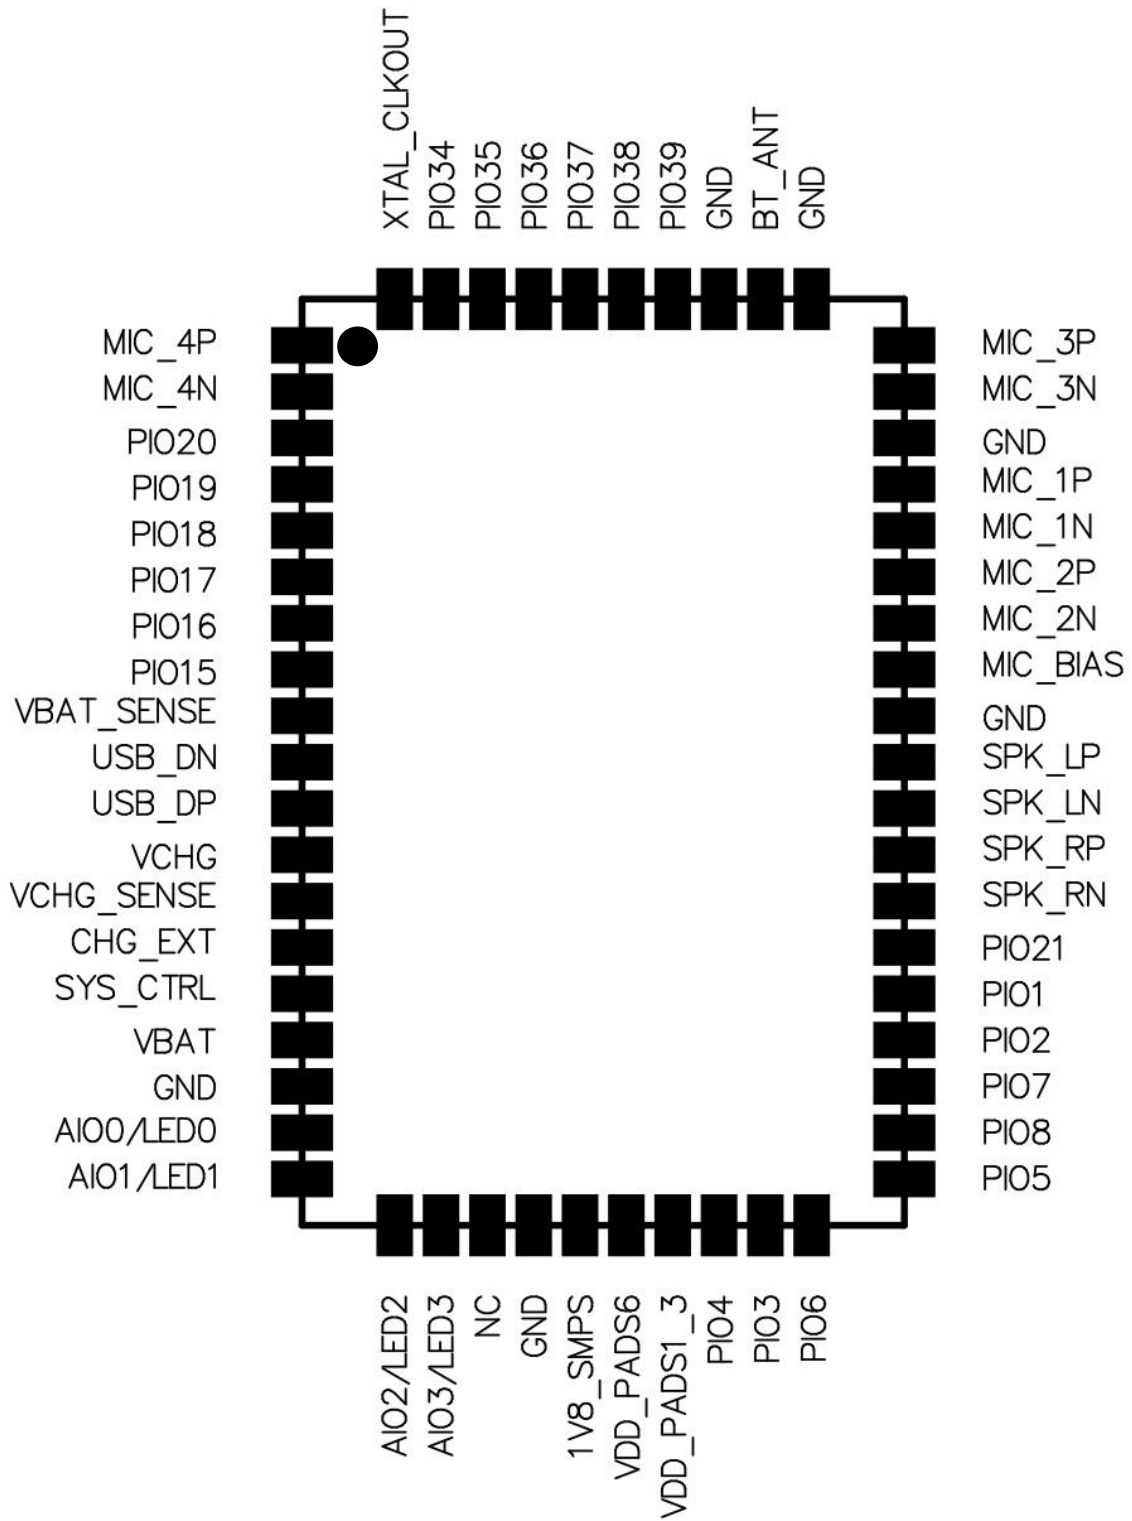 XTAL_CLKOUT
PIO34
PIO35
PIO36
PIO37
PIO38
PIO39
GND
BT_ANT
GND
MIC_4P
MIC_4N
PIO20
PIO19
PIO18
PIO17
PIO16
PIO15
VBAT_SENSE
USB_DN
USB_DP
VCHG
VCHG_SENSE
CHG_EXT
SYS_CTRL
VBAT
GND
AIO0/LED0
AIO1/LED1
MIC_3P
MIC_3N
GND
MIC_1P
MIC_1N
MIC_2P
MIC_2N
MIC_BIAS
GND
SPK_LP
SPK_LN
SPK_RP
SPK_RN
PIO21
PIO1
PIO2
PIO7
PIO8
PIO5
AIO2/LED2
AIO3/LED3
NC
GND
1V8_SMPS
VDD_PADS6
VDD_PADS1_3
PIO4
PIO3
PIO6